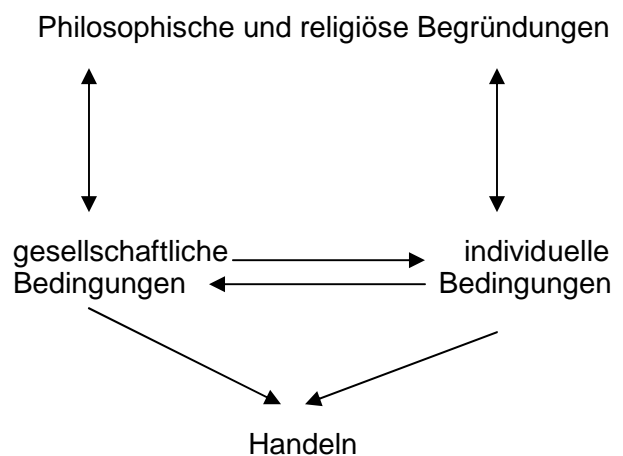 Philosophische und religiöse Begründungen
gesellschaftliche
Bedingungen
individuelle
Bedingungen
Handeln